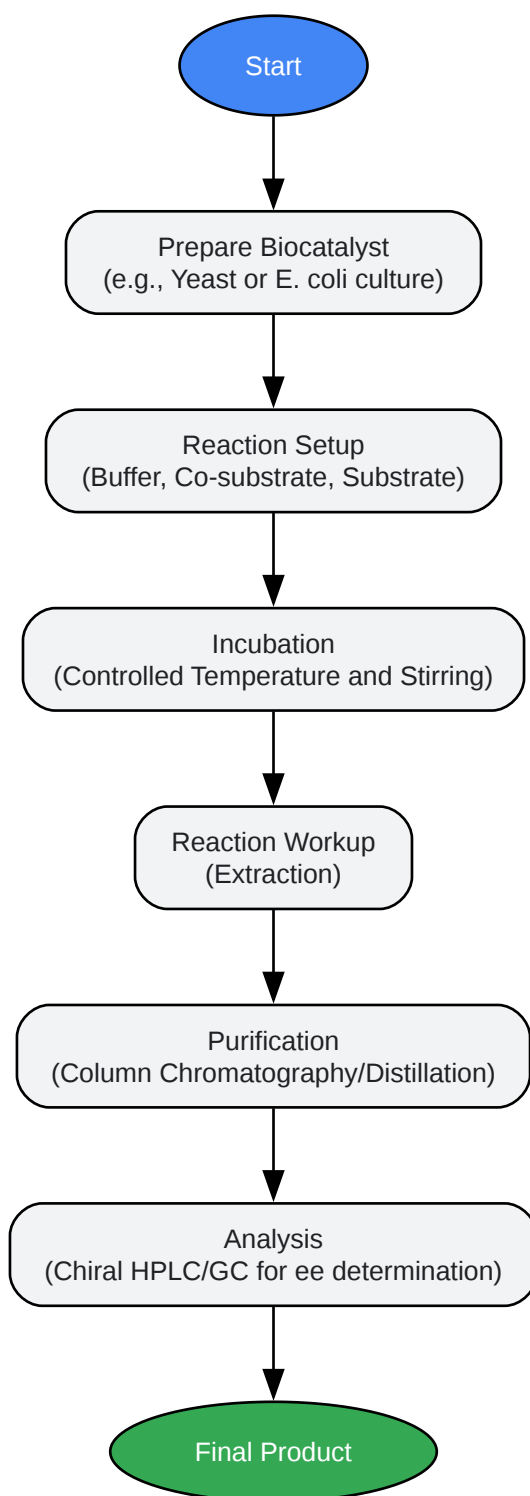 Start
Prepare Biocatalyst
(e.g., Yeast or E. coli culture)
Reaction Setup
(Buffer, Co-substrate, Substrate)
Incubation
(Controlled Temperature and Stirring)
Reaction Workup
(Extraction)
Purification
(Column Chromatography/Distillation)
Analysis
(Chiral HPLC/GC for ee determination)
Final Product